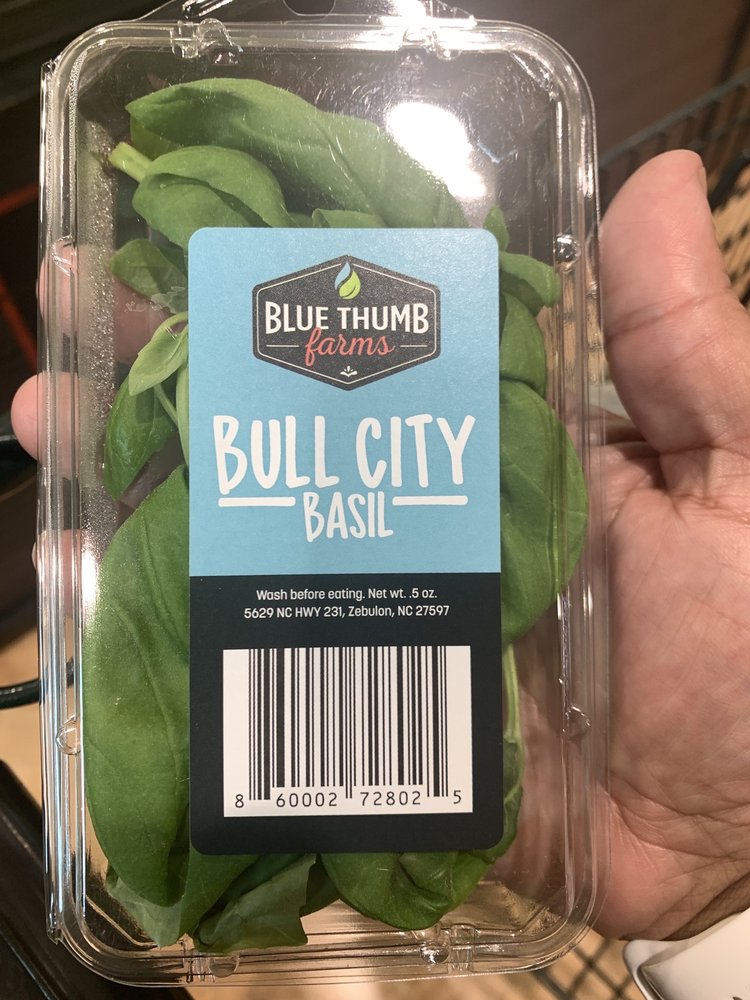 BLUE THUMB
farms
BULL CITY
BASIL
Wash before eating. Net wt. .5 oz.
5629 NC HWY 231, Zebulon, NC 27597
8 60002 72802 5